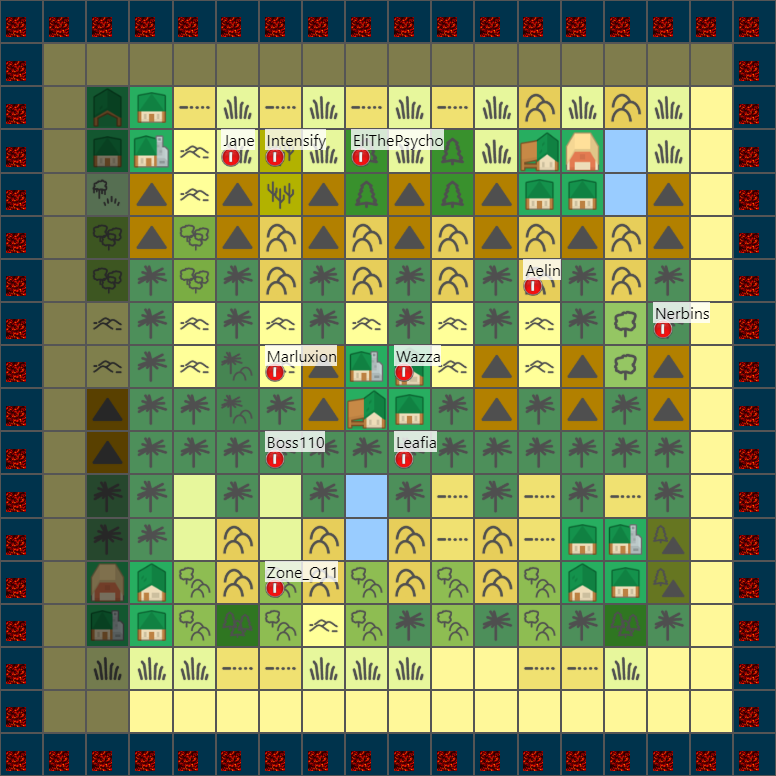 Jane
Intensify
EliThePsycho
Aelin
Nerbins
Marluxion
Wazza
Boss110
Leafia
Zone_Q11